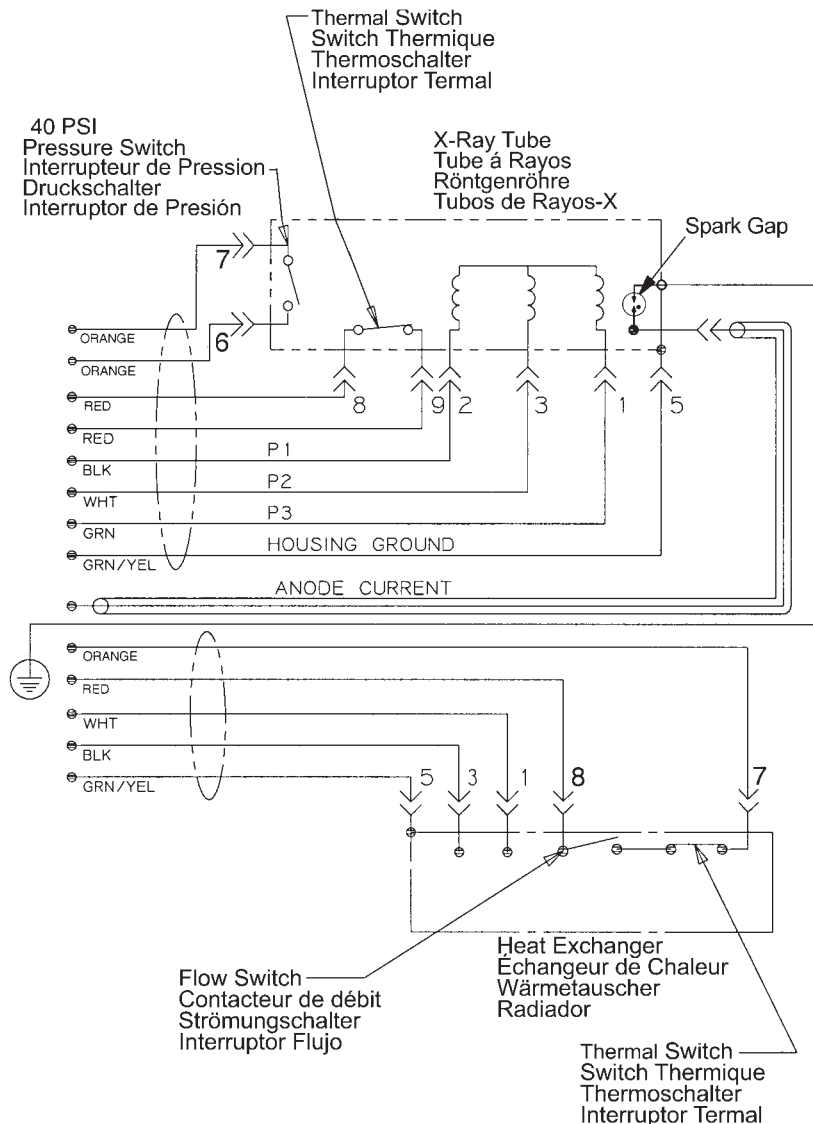 Thermal Switch
Switch Thermique
Thermoschalter
Interruptor Termal
40 PSI
Pressure Switch
Interrupteur de Pression
Druckschalter
Interruptor de Presión
X-Ray Tube
Tube á Rayos
Röntgenröhre
Tubos de Rayos-X
Spark Gap
7
6
ORANGE
ORANGE
RED
8
9
2
3
1
5
RED
P1
BLK
P2
WHT
P3
GRN
HOUSING GROUND
GRN/YEL
ANODE CURRENT
ORANGE
RED
WHT
BLK
GRN/YEL
5
3
1
8
7
Heat Exchanger
Échangeur de Chaleur
Wärmetauscher
Radiador
Flow Switch
Contacteur de débit
Strömungschalter
Interruptor Flujo
Thermal Switch
Switch Thermique
Thermoschalter
Interruptor Termal